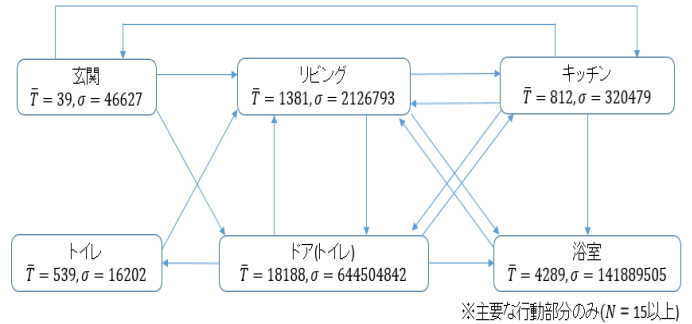 玄関
T̄ = 39, σ = 46627
リビング
T̄ = 1381, σ = 2126793
キッチン
T̄ = 812, σ = 320479
トイレ
T̄ = 539, σ = 16202
ドア(トイレ)
T̄ = 18188, σ = 644504842
浴室
T̄ = 4289, σ = 141889505
※主要な行動部分のみ(N = 15以上)